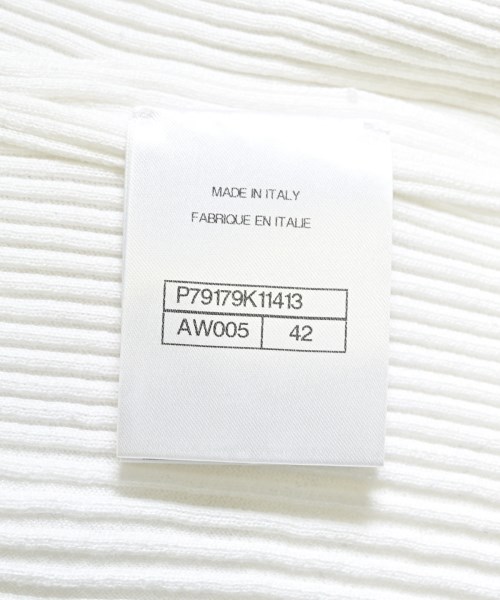 MADE IN ITALY
FABRIQUE EN ITALIE
P79179K11413
AW005 42